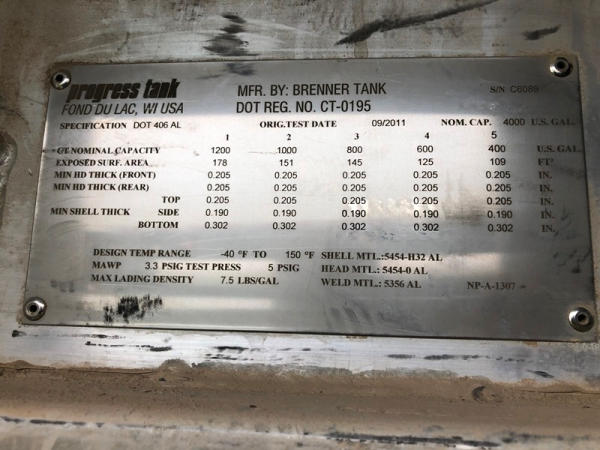 progress tank
FOND DU LAC, WI USA
MFR. BY: BRENNER TANK
DOT REG. NO. CT-0195
S/N C6089
SPECIFICATION DOT 406 AL ORIG.TEST DATE 09/2011 NOM. CAP. 4000 U.S. GAL.
1 2 3 4 5
CT NOMINAL CAPACITY 1200 1000 800 600 400 U.S. GAL.
EXPOSED SURF. AREA 178 151 145 125 109 FT²
MIN HD THICK (FRONT) 0.205 0.205 0.205 0.205 0.205 IN.
MIN HD THICK (REAR) 0.205 0.205 0.205 0.205 0.205 IN.
TOP 0.205 0.205 0.205 0.205 0.205 IN.
MIN SHELL THICK SIDE 0.190 0.190 0.190 0.190 0.190 IN.
BOTTOM 0.302 0.302 0.302 0.302 0.302 IN.
DESIGN TEMP RANGE -40 °F TO 150 °F SHELL MTL.:5454-H32 AL
MAWP 3.3 PSIG TEST PRESS 5 PSIG HEAD MTL.: 5454-0 AL
MAX LADING DENSITY 7.5 LBS/GAL WELD MTL.: 5356 AL NP-A-1307